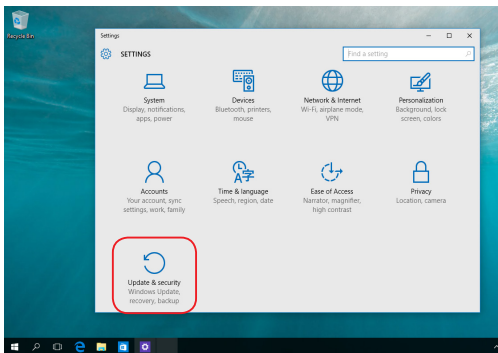 Recycle Bin
Settings
SETTINGS
Find a setting
System
Display, notifications,
apps, power
Devices
Bluetooth, printers,
mouse
Network & Internet
Wi-Fi, airplane mode,
VPN
Personalization
Background, lock
screen, colors
Accounts
Your account, sync
settings, work, family
Time & language
Speech, region, date
Ease of Access
Narrator, magnifier,
high contrast
Privacy
Location, camera
Update & security
Windows Update,
recovery, backup